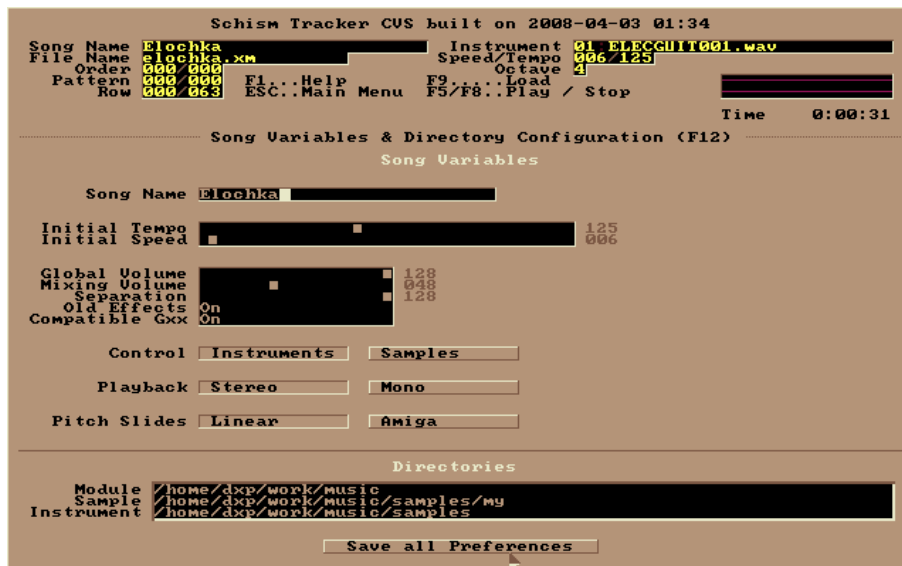 Schism Tracker CVS built on 2008-04-03 01:34
Song Name Elochka Instrument 01 ELECGUIT001.wav
File Name elochka.xm Speed/Tempo 006/125
Order 000/000 Octave 4
Pattern 000/000 F1...Help F9.....Load
Row 000/063 ESC..Main Menu F5/F8..Play / Stop
Time 0:00:31
Song Variables & Directory Configuration (F12)
Song Variables
Song Name Elochka
Initial Tempo 125
Initial Speed 006
Global Volume 128
Mixing Volume 048
Separation 128
Old Effects On
Compatible Gxx On
Control Instruments Samples
Playback Stereo Mono
Pitch Slides Linear Amiga
Directories
Module /home/dxp/work/music
Sample /home/dxp/work/music/samples/my
Instrument /home/dxp/work/music/samples
Save all Preferences